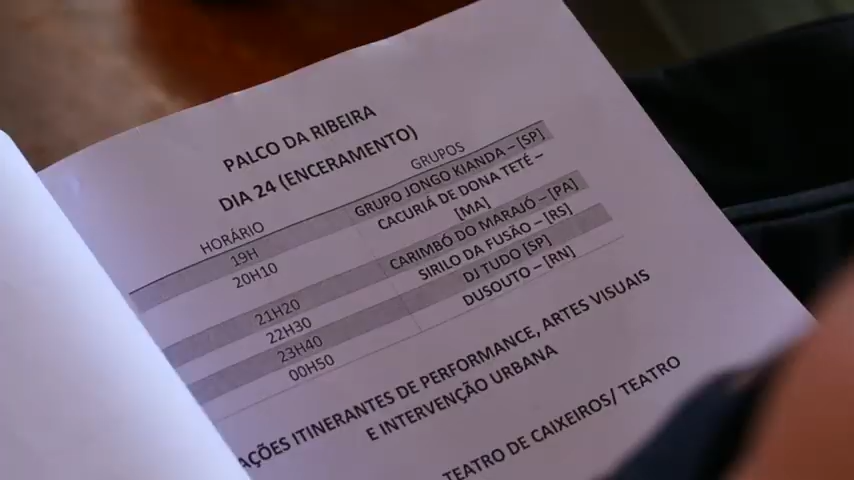 PALCO DA RIBEIRA
DIA 24 (ENCERAMENTO)
HORÁRIO GRUPOS
19H GRUPO JONGO KIANDA – [SP]
20H10 CACURIÁ DE DONA TETÉ –
[MA]
21H20 CARIMBÓ DO MARAJÓ – [PA]
22H30 SIRILO DA FUSÃO – [RS]
23H40 DJ TUDO [SP]
00H50 DUSOUTO – [RN]
AÇÕES ITINERANTES DE PERFORMANCE, ARTES VISUAIS
E INTERVENÇÃO URBANA
TEATRO DE CAIXEIROS/ TEATRO